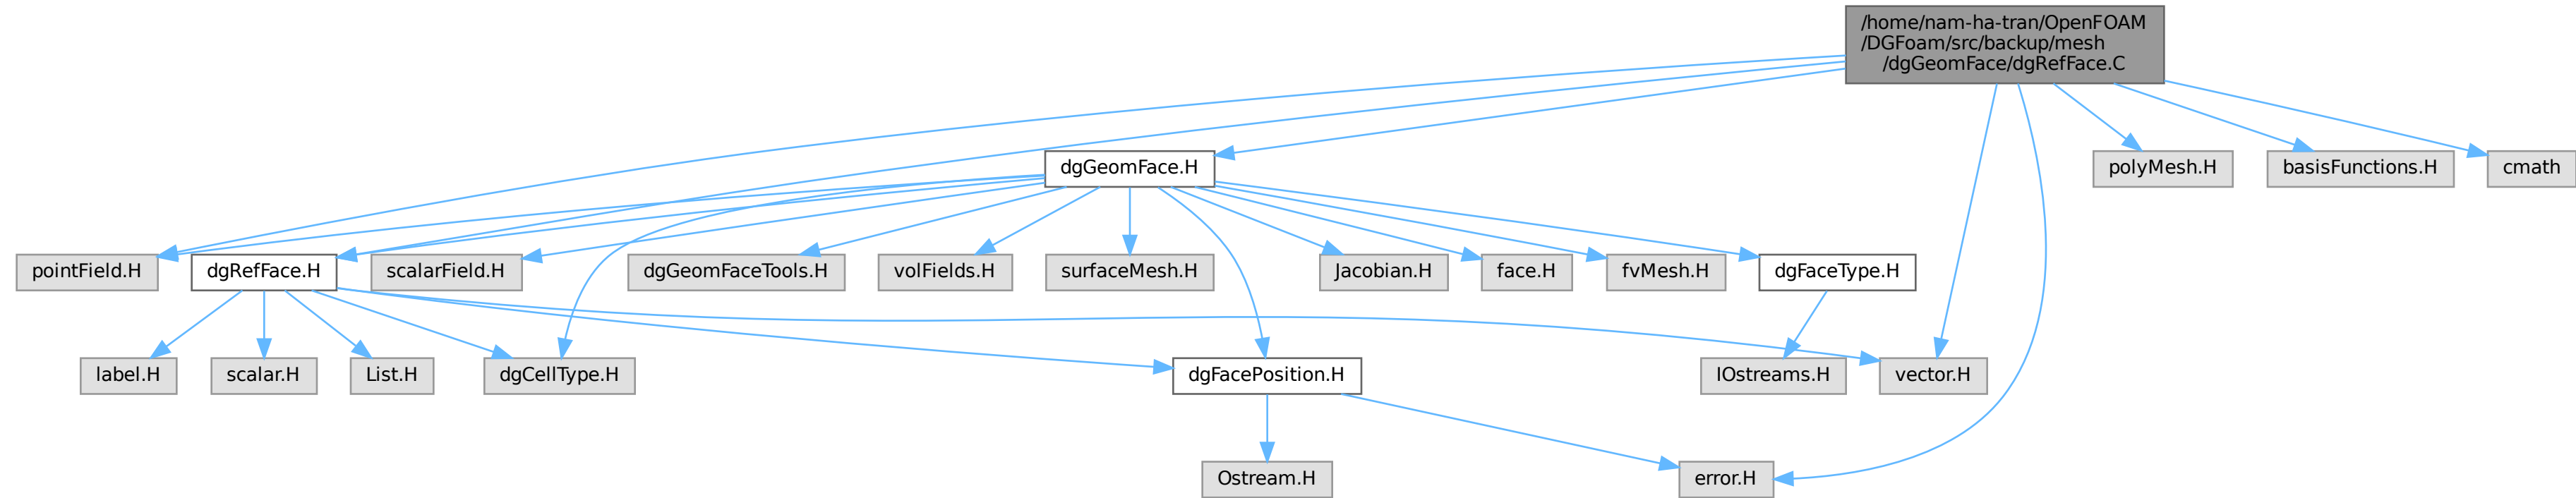 /home/nam-ha-tran/OpenFOAM
/DGFoam/src/backup/mesh
/dgGeomFace/dgRefFace.C
dgGeomFace.H
polyMesh.H
basisFunctions.H
cmath
pointField.H
dgRefFace.H
scalarField.H
dgGeomFaceTools.H
volFields.H
surfaceMesh.H
Jacobian.H
face.H
fvMesh.H
dgFaceType.H
label.H
scalar.H
List.H
dgCellType.H
dgFacePosition.H
IOstreams.H
vector.H
Ostream.H
error.H